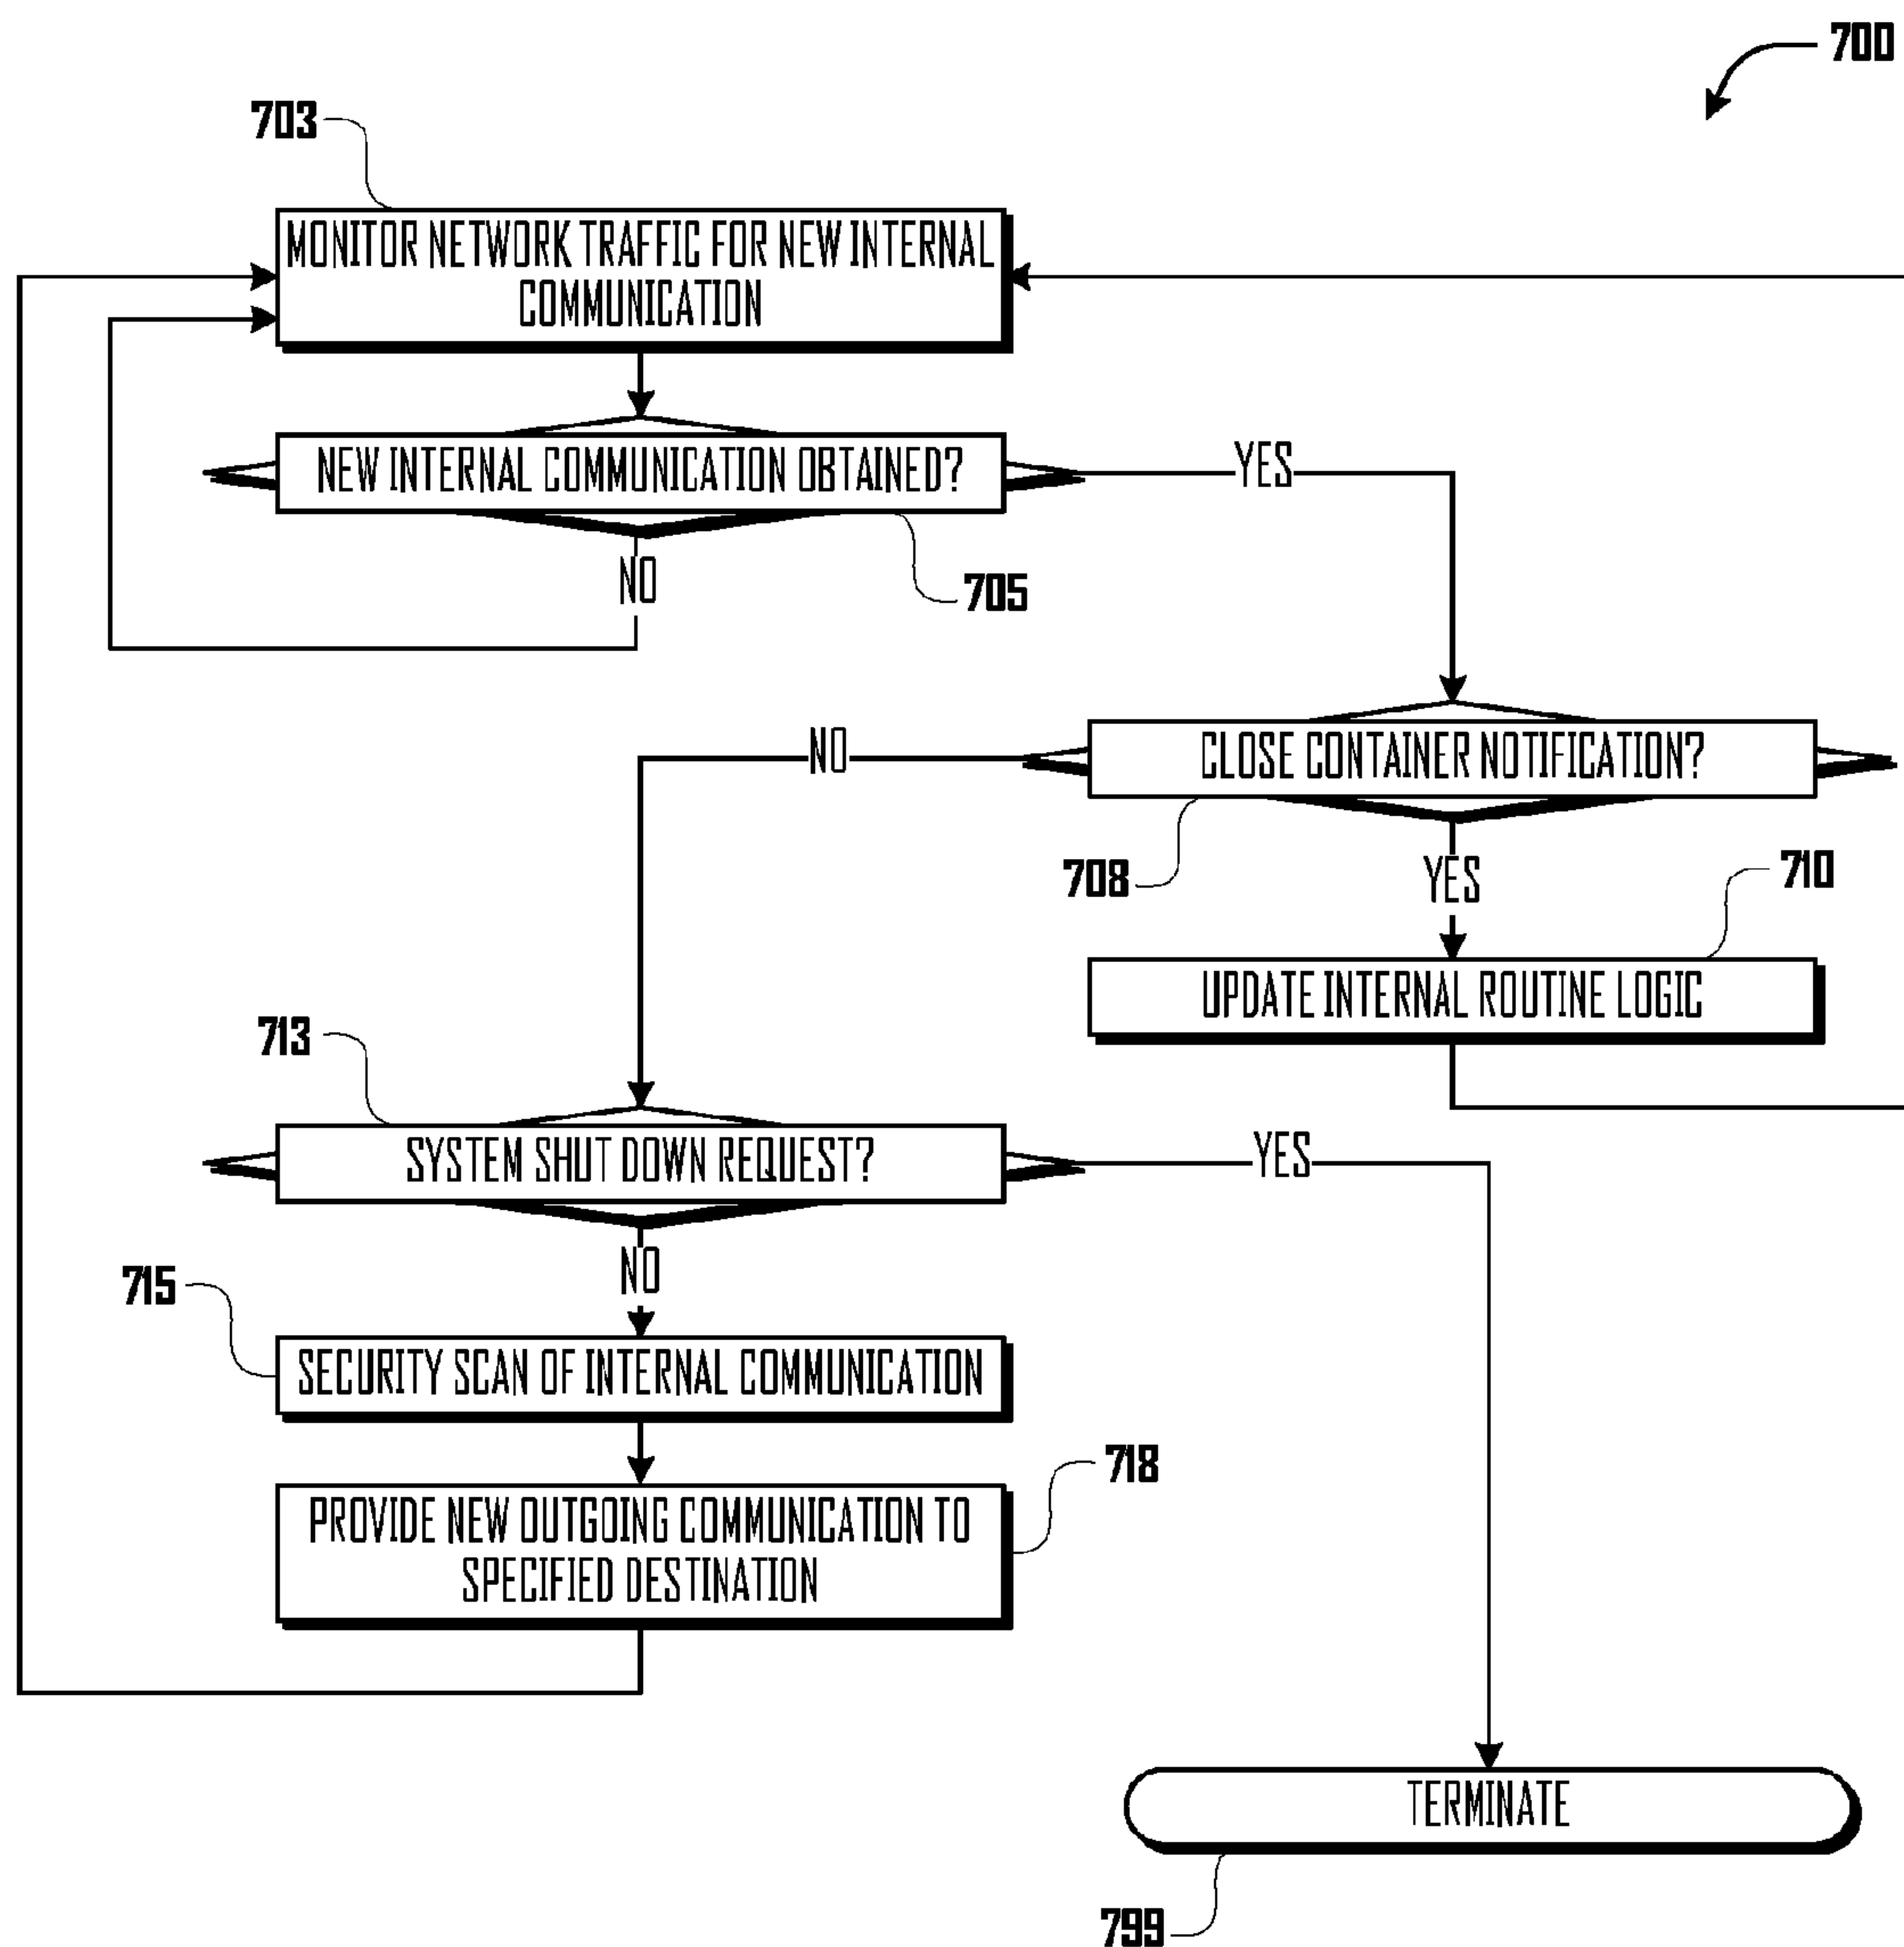 700
703
MONITOR NETWORK TRAFFIC FOR NEW INTERNAL
COMMUNICATION
NEW INTERNAL COMMUNICATION OBTAINED?
YES
NO
705
NO
CLOSE CONTAINER NOTIFICATION?
708
YES
710
UPDATE INTERNAL ROUTINE LOGIC
713
SYSTEM SHUT DOWN REQUEST?
YES
NO
715
SECURITY SCAN OF INTERNAL COMMUNICATION
718
PROVIDE NEW OUTGOING COMMUNICATION TO
SPECIFIED DESTINATION
TERMINATE
799